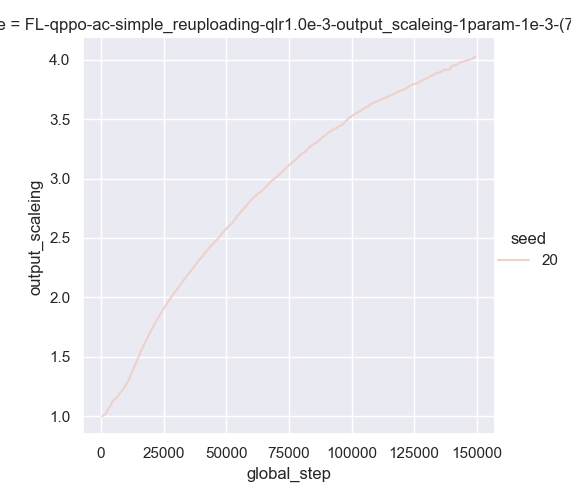 e = FL-qppo-ac-simple_reuploading-qlr1.0e-3-output_scaleing-1param-1e-3-(7
4.0
3.5
3.0
2.5
2.0
1.5
1.0
output_scaleing
0 25000 50000 75000 100000 125000 150000
global_step
seed
20